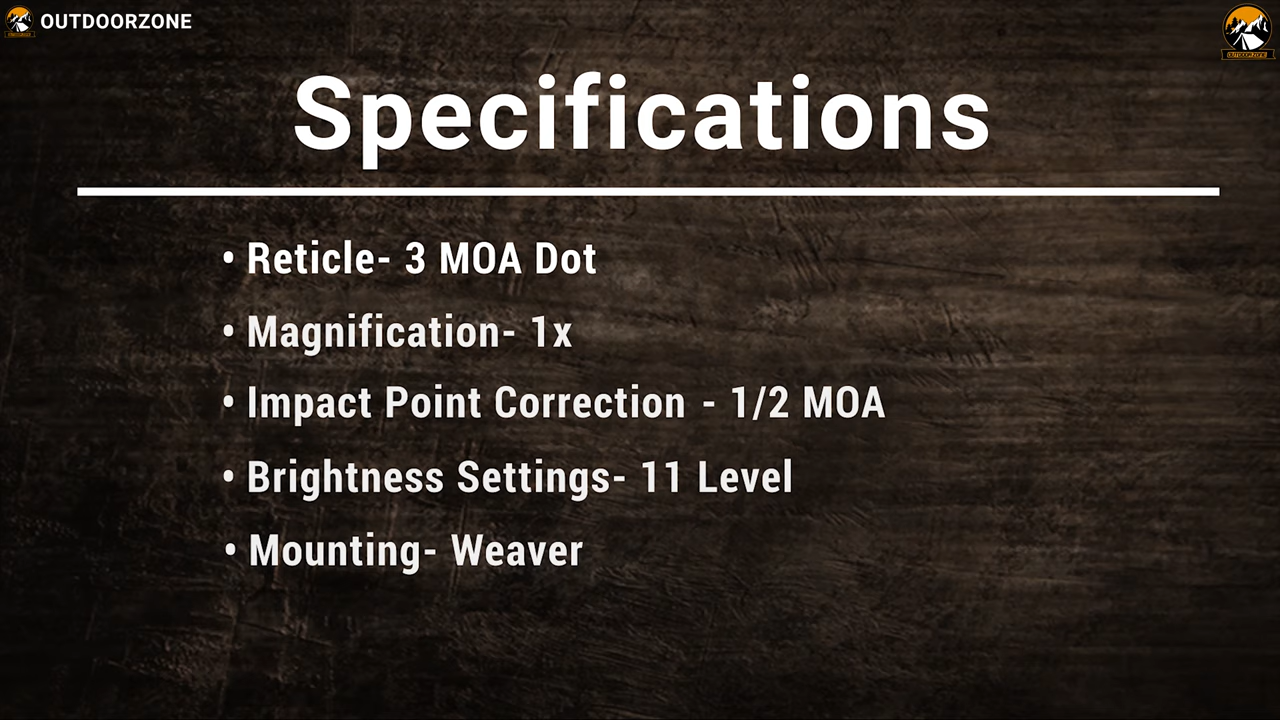 OUTDOORZONE
Specifications
• Reticle- 3 MOA Dot
• Magnification- 1x
• Impact Point Correction - 1/2 MOA
• Brightness Settings- 11 Level
• Mounting- Weaver
OUTDOORZONE